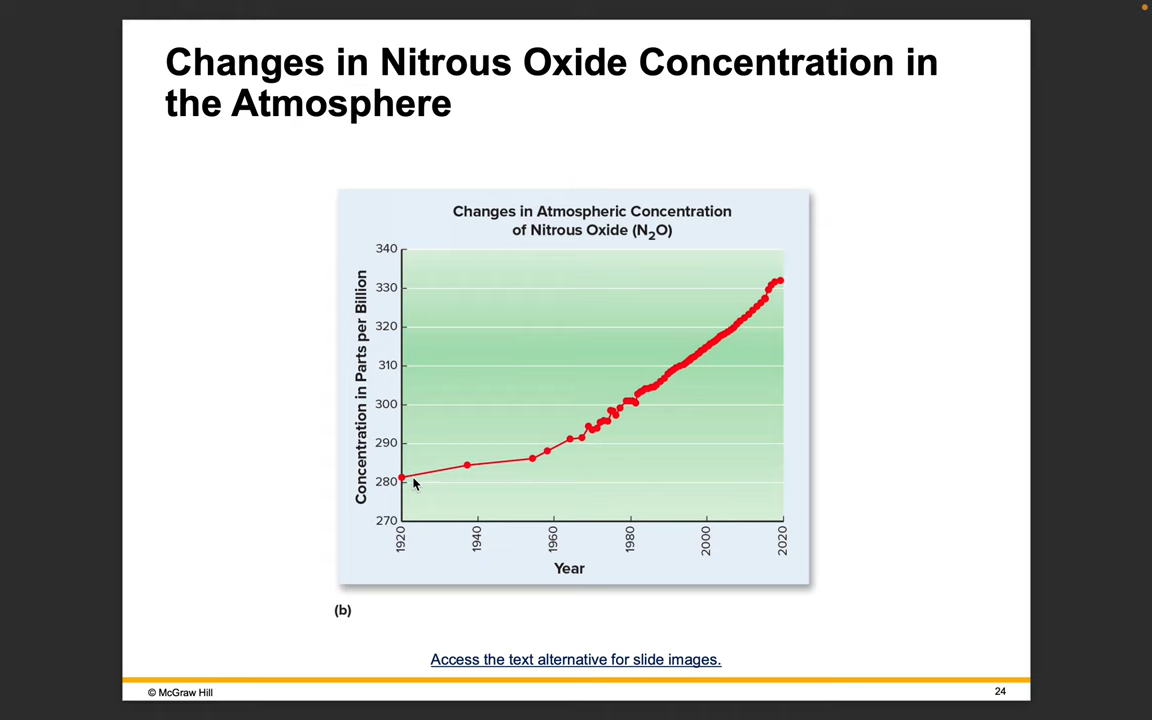 Changes in Nitrous Oxide Concentration in
the Atmosphere
Changes in Atmospheric Concentration
of Nitrous Oxide (N₂O)
Concentration in Parts per Billion
340
330
320
310
300
290
280
270
1920
1940
1960
1980
2000
2020
Year
(b)
Access the text alternative for slide images.
© McGraw Hill
24